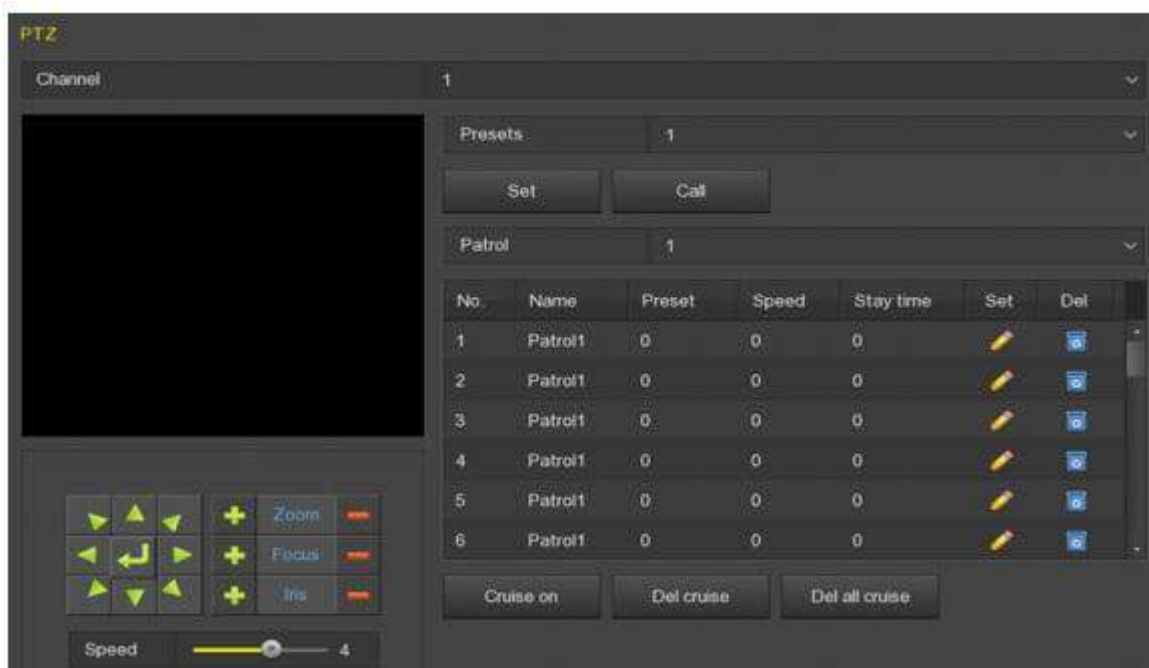 PTZ
Channel 1
Presets 1
Set Call
Patrol 1
No. Name Preset Speed Stay time Set Del
1 Patrol1 0 0 0
2 Patrol1 0 0 0
3 Patrol1 0 0 0
4 Patrol1 0 0 0
5 Patrol1 0 0 0
6 Patrol1 0 0 0
Zoom
Focus
Iris
Cruise on Del cruise Del all cruise
Speed 4